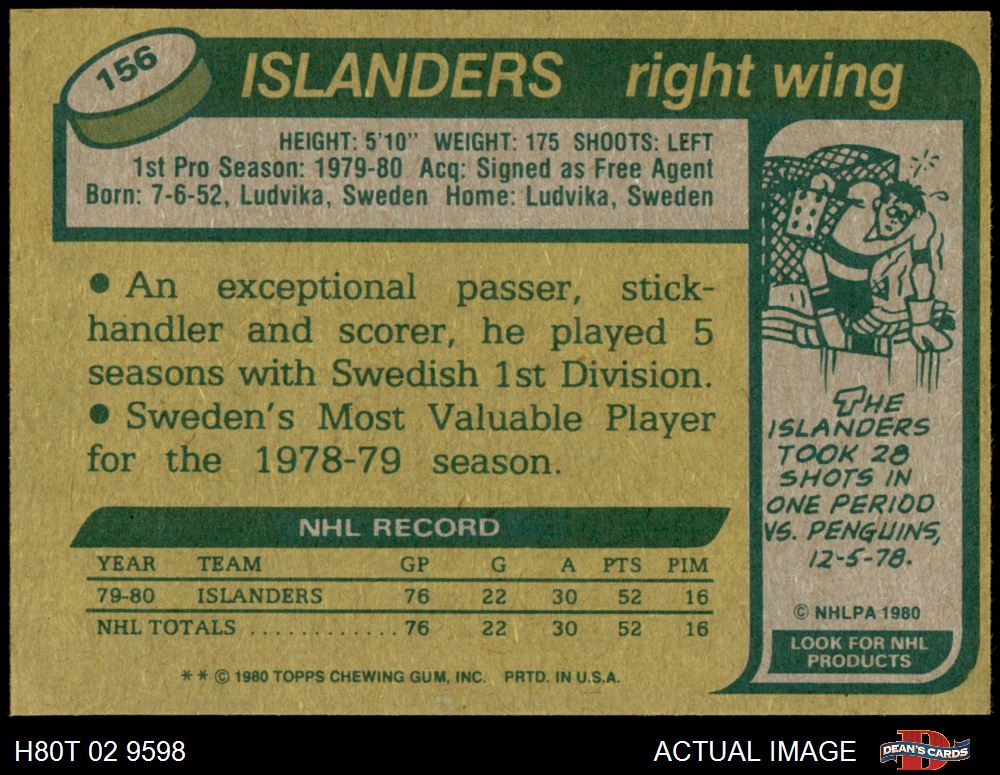 156
ISLANDERS right wing
HEIGHT: 5'10" WEIGHT: 175 SHOOTS: LEFT
1st Pro Season: 1979-80 Acq: Signed as Free Agent
Born: 7-6-52, Ludvika, Sweden Home: Ludvika, Sweden
● An exceptional passer, stick-
handler and scorer, he played 5
seasons with Swedish 1st Division.
● Sweden's Most Valuable Player
for the 1978-79 season.
NHL RECORD
YEAR TEAM GP G A PTS PIM
79-80 ISLANDERS 76 22 30 52 16
NHL TOTALS . . . . . . . . . . . . 76 22 30 52 16
* * © 1980 TOPPS CHEWING GUM, INC. PRTD. IN U.S.A.
THE
ISLANDERS
TOOK 28
SHOTS IN
ONE PERIOD
VS. PENGUINS,
12-5-78.
© NHLPA 1980
LOOK FOR NHL
PRODUCTS
H80T 02 9598
ACTUAL IMAGE
D
DEAN'S CARDS